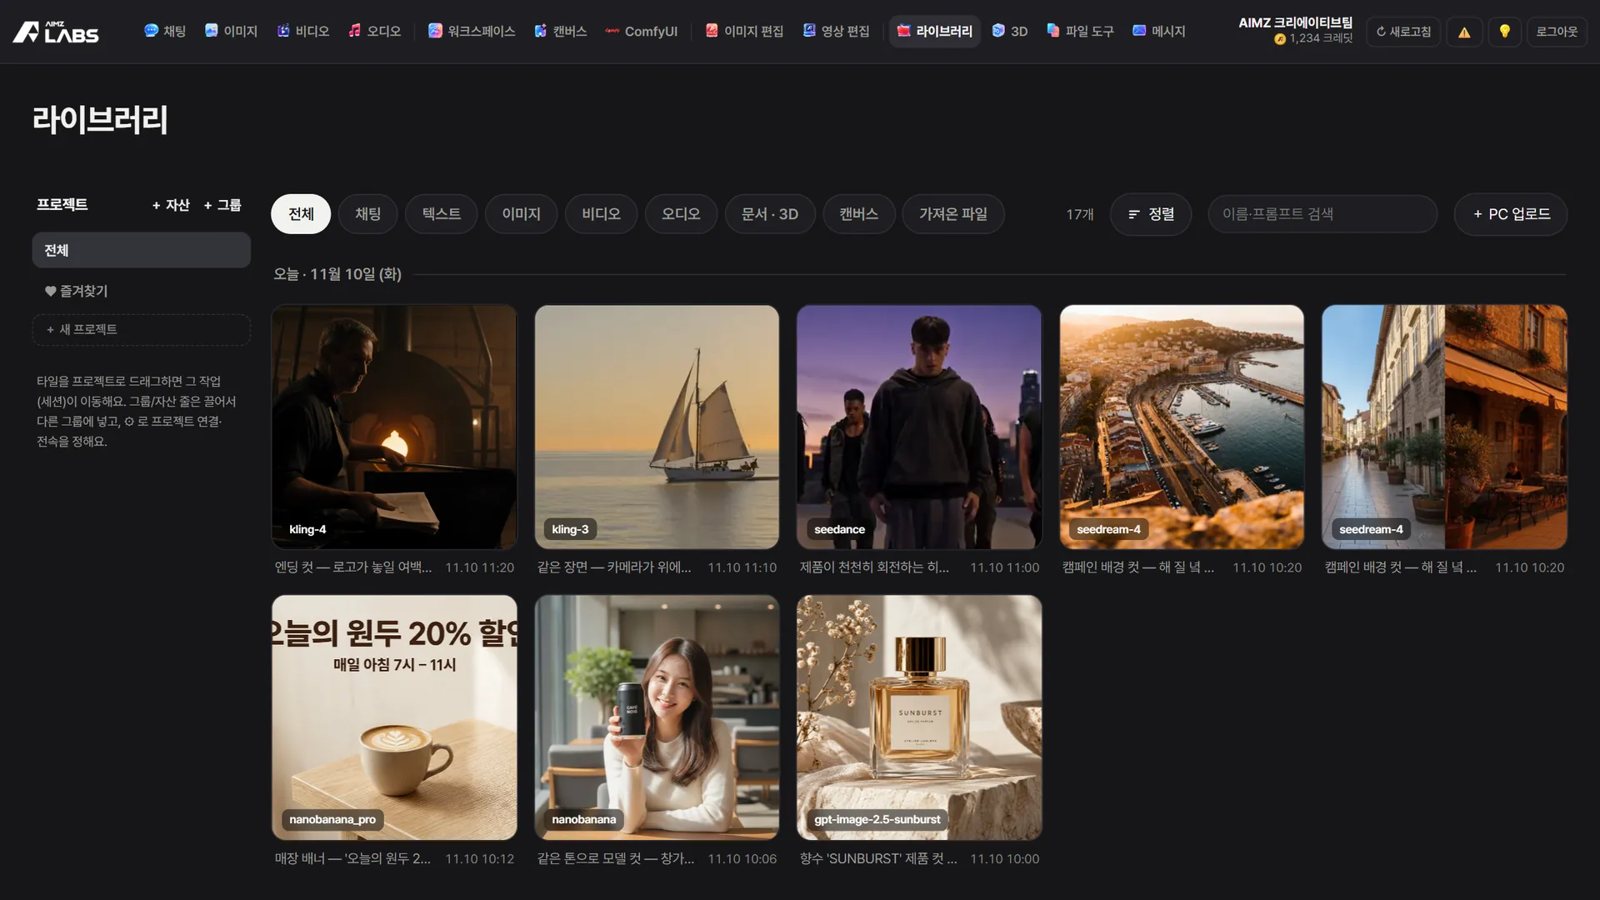 AIMZ LABS
채팅
이미지
비디오
오디오
워크스페이스
캔버스
ComfyUI
이미지 편집
영상 편집
라이브러리
3D
파일 도구
메시지
AIMZ 크리에이티브팀
1,234 크레딧
새로고침
로그아웃
라이브러리
프로젝트
+ 자산
+ 그룹
전체
즐겨찾기
+ 새 프로젝트
타일을 프로젝트로 드래그하면 그 작업
(세션)이 이동해요. 그룹/자산 줄은 끌어서
다른 그룹에 넣고, ⚙ 로 프로젝트 연결·
전속을 정해요.
전체
채팅
텍스트
이미지
비디오
오디오
문서 · 3D
캔버스
가져온 파일
17개
정렬
이름·프롬프트 검색
+ PC 업로드
오늘 · 11월 10일 (화)
kling-4
엔딩 컷 — 로고가 놓일 여백... 11.10 11:20
kling-3
같은 장면 — 카메라가 위에... 11.10 11:10
seedance
제품이 천천히 회전하는 히... 11.10 11:00
seedream-4
캠페인 배경 컷 — 해 질 녘 ... 11.10 10:20
seedream-4
캠페인 배경 컷 — 해 질 녘 ... 11.10 10:20
오늘의 원두 20% 할인
매일 아침 7시 – 11시
nanobanana_pro
매장 배너 — '오늘의 원두 2... 11.10 10:12
CAFE
NOIR
nanobanana
같은 톤으로 모델 컷 — 창가... 11.10 10:06
SUNBURST
gpt-image-2.5-sunburst
향수 'SUNBURST' 제품 컷 ... 11.10 10:00